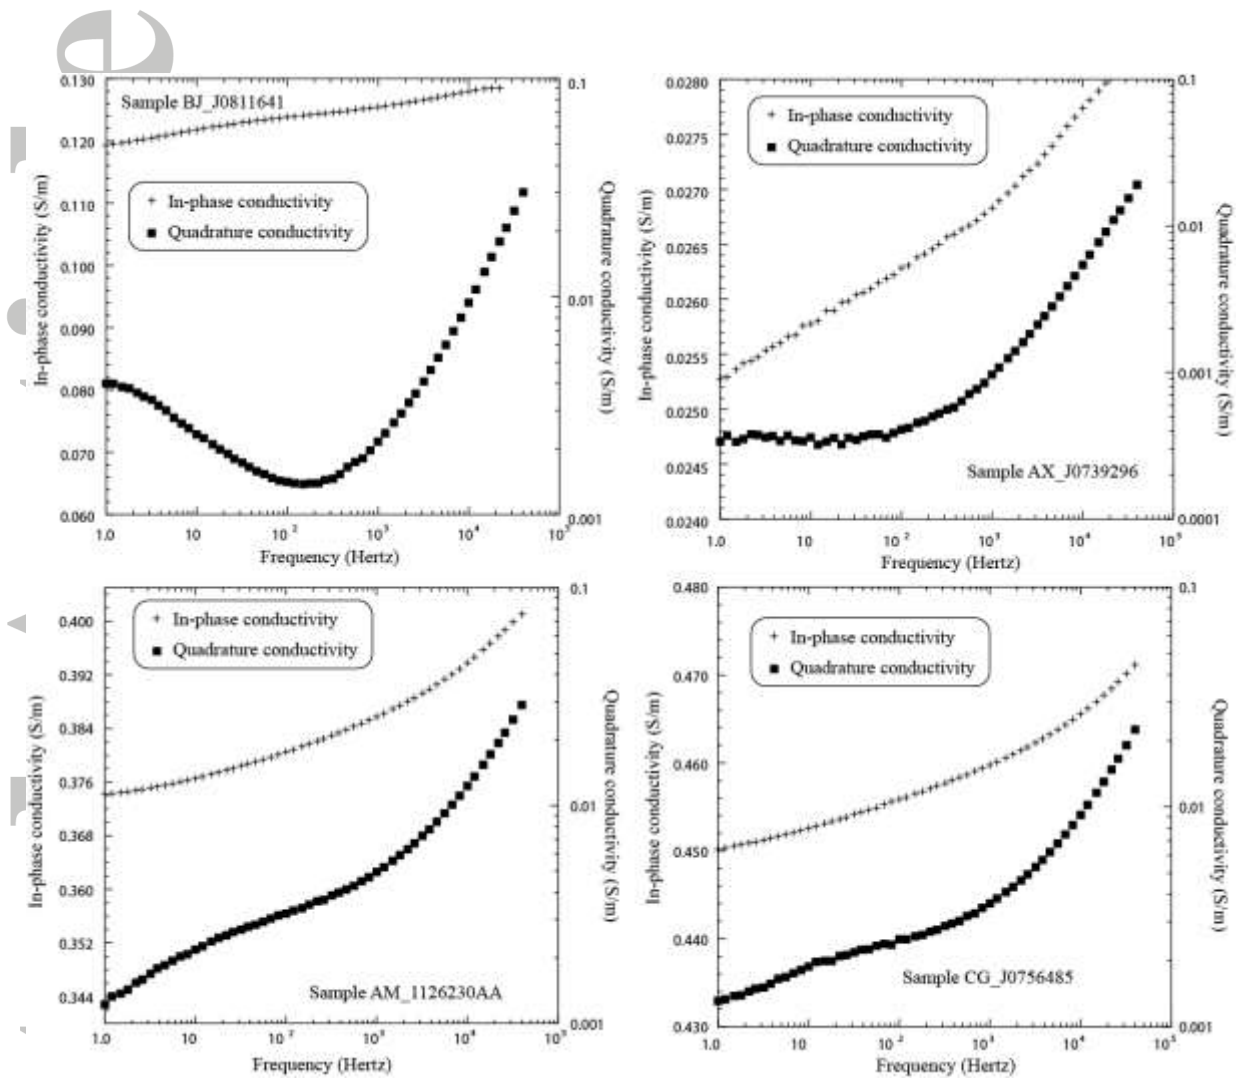 e
0.130
0.120
0.110
0.100
0.090
0.080
0.070
0.060
In-phase conductivity (S/m)
Sample BJ_J0811641
In-phase conductivity
Quadrature conductivity
0.1
0.01
0.001
Quadrature conductivity (S/m)
1.0 10 10² 10³ 10⁴ 10⁵
Frequency (Hertz)
0.0280
0.0275
0.0270
0.0265
0.0260
0.0255
0.0250
0.0245
0.0240
In-phase conductivity (S/m)
In-phase conductivity
Quadrature conductivity
Sample AX_J0739296
0.1
0.01
0.001
0.0001
Quadrature conductivity (S/m)
1.0 10 10² 10³ 10⁴ 10⁵
Frequency (Hertz)
0.400
0.392
0.384
0.376
0.368
0.360
0.352
0.344
In-phase conductivity (S/m)
In-phase conductivity
Quadrature conductivity
Sample AM_1126230AA
0.1
0.01
0.001
Quadrature conductivity (S/m)
1.0 10 10² 10³ 10⁴ 10⁵
Frequency (Hertz)
0.480
0.470
0.460
0.450
0.440
0.430
In-phase conductivity (S/m)
In-phase conductivity
Quadrature conductivity
Sample CG_J0756485
0.1
0.01
0.001
Quadrature conductivity (S/m)
1.0 10 10² 10³ 10⁴ 10⁵
Frequency (Hertz)